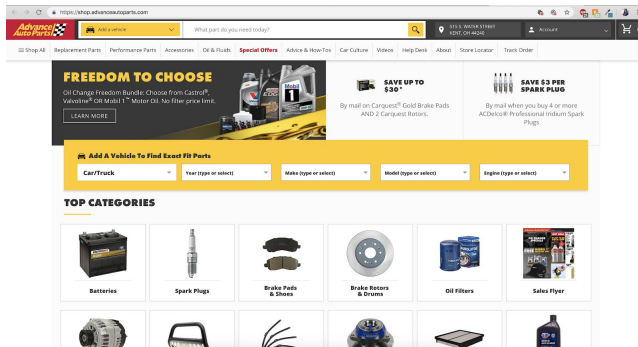 https://shop.advanceautoparts.com
Advance
Auto Parts
Add a vehicle
What part do you need today?
315 S. WATER STREET
KENT, OH 44240
Account
Shop All
Replacement Parts
Performance Parts
Accessories
Oil & Fluids
Special Offers
Advice & How-Tos
Car Culture
Videos
Help Desk
About
Store Locator
Track Order
FREEDOM TO CHOOSE
Oil Change Freedom Bundle: Choose from Castrol®,
Valvoline® OR Mobil 1™ Motor Oil. No filter price limit.
LEARN MORE
Mobil
1
SAVE UP TO
$30*
By mail on Carquest® Gold Brake Pads
AND 2 Carquest Rotors.
SAVE $3 PER
SPARK PLUG
By mail when you buy 4 or more
ACDelco® Professional Iridium Spark
Plugs
Add A Vehicle To Find Exact Fit Parts
Car/Truck
Year (type or select)
Make (type or select)
Model (type or select)
Engine (type or select)
TOP CATEGORIES
Batteries
Spark Plugs
Brake Pads
& Shoes
Brake Rotors
& Drums
Oil Filters
Sales Flyer